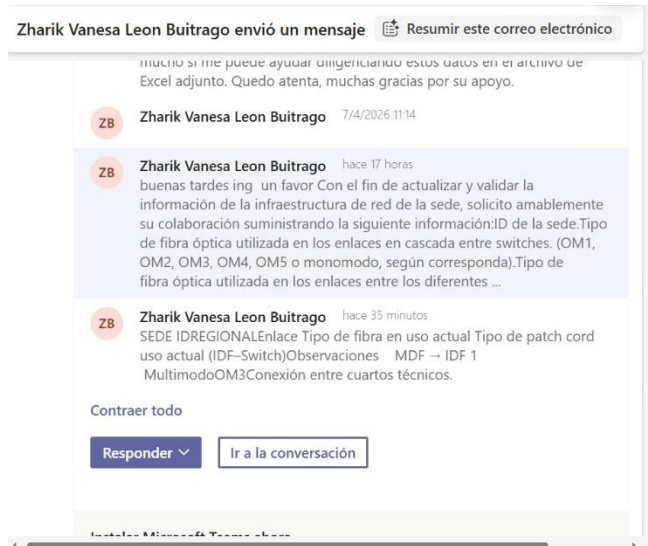 Zharik Vanesa Leon Buitrago envió un mensaje Resumir este correo electrónico
mucho si me puede ayudar diligenciando estos datos en el archivo de
Excel adjunto. Quedo atenta, muchas gracias por su apoyo.
ZB Zharik Vanesa Leon Buitrago 7/4/2026 11:14
ZB Zharik Vanesa Leon Buitrago hace 17 horas
buenas tardes ing un favor Con el fin de actualizar y validar la
información de la infraestructura de red de la sede, solicito amablemente
su colaboración suministrando la siguiente información:ID de la sede.Tipo
de fibra óptica utilizada en los enlaces en cascada entre switches. (OM1,
OM2, OM3, OM4, OM5 o monomodo, según corresponda).Tipo de
fibra óptica utilizada en los enlaces entre los diferentes ...
ZB Zharik Vanesa Leon Buitrago hace 35 minutos
SEDE IDREGIONALEnlace Tipo de fibra en uso actual Tipo de patch cord
uso actual (IDF–Switch)Observaciones MDF → IDF 1
MultimodoOM3Conexión entre cuartos técnicos.
Contraer todo
Responder Ir a la conversación
Instalar Microsoft Teams ahora